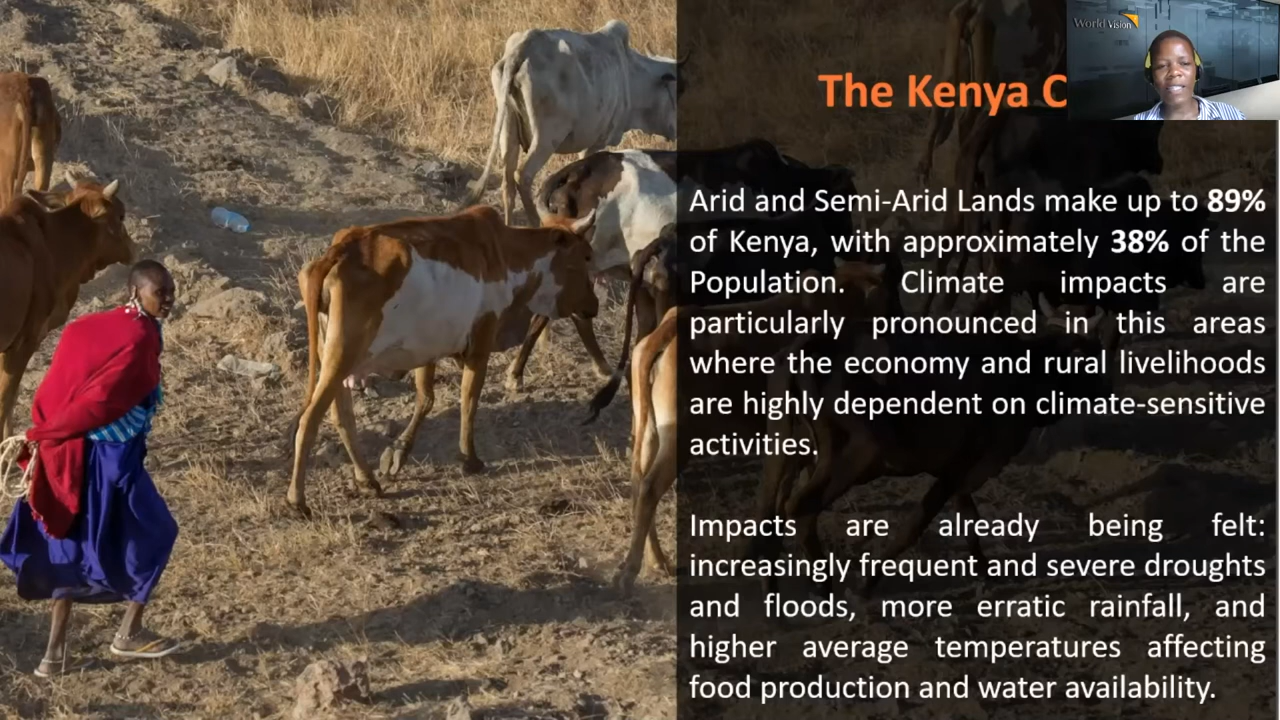 World Vision
The Kenya C
Arid and Semi-Arid Lands make up to 89%
of Kenya, with approximately 38% of the
Population. Climate impacts are
particularly pronounced in this areas
where the economy and rural livelihoods
are highly dependent on climate-sensitive
activities.
Impacts are already being felt:
increasingly frequent and severe droughts
and floods, more erratic rainfall, and
higher average temperatures affecting
food production and water availability.